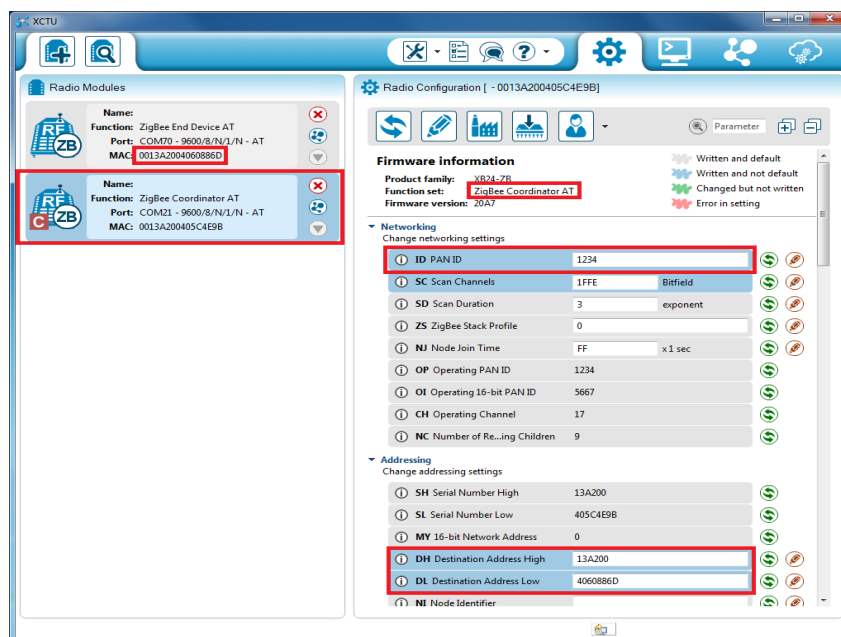 XCTU
Radio Modules
Name:
Function: ZigBee End Device AT
Port: COM70 - 9600/8/N/1/N - AT
MAC: 0013A2004060886D
RF
ZB
Name:
Function: ZigBee Coordinator AT
Port: COM21 - 9600/8/N/1/N - AT
MAC: 0013A200405C4E9B
RF
C ZB
Radio Configuration [ - 0013A200405C4E9B]
Parameter
Firmware information
Product family: XB24-ZB
Function set: ZigBee Coordinator AT
Firmware version: 20A7
Written and default
Written and not default
Changed but not written
Error in setting
Networking
Change networking settings
ID PAN ID 1234
SC Scan Channels 1FFE Bitfield
SD Scan Duration 3 exponent
ZS ZigBee Stack Profile 0
NJ Node Join Time FF x 1 sec
OP Operating PAN ID 1234
OI Operating 16-bit PAN ID 5667
CH Operating Channel 17
NC Number of Re...ing Children 9
Addressing
Change addressing settings
SH Serial Number High 13A200
SL Serial Number Low 405C4E9B
MY 16-bit Network Address 0
DH Destination Address High 13A200
DL Destination Address Low 4060886D
NI Node Identifier